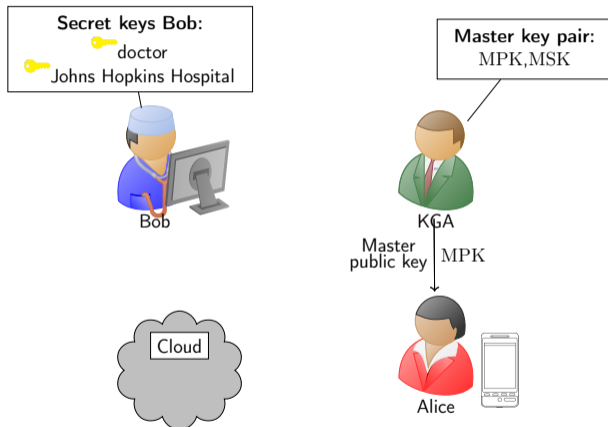 Secret keys Bob:
doctor
Johns Hopkins Hospital
Master key pair:
MPK,MSK
Bob
KGA
Master
public key
MPK
Cloud
Alice